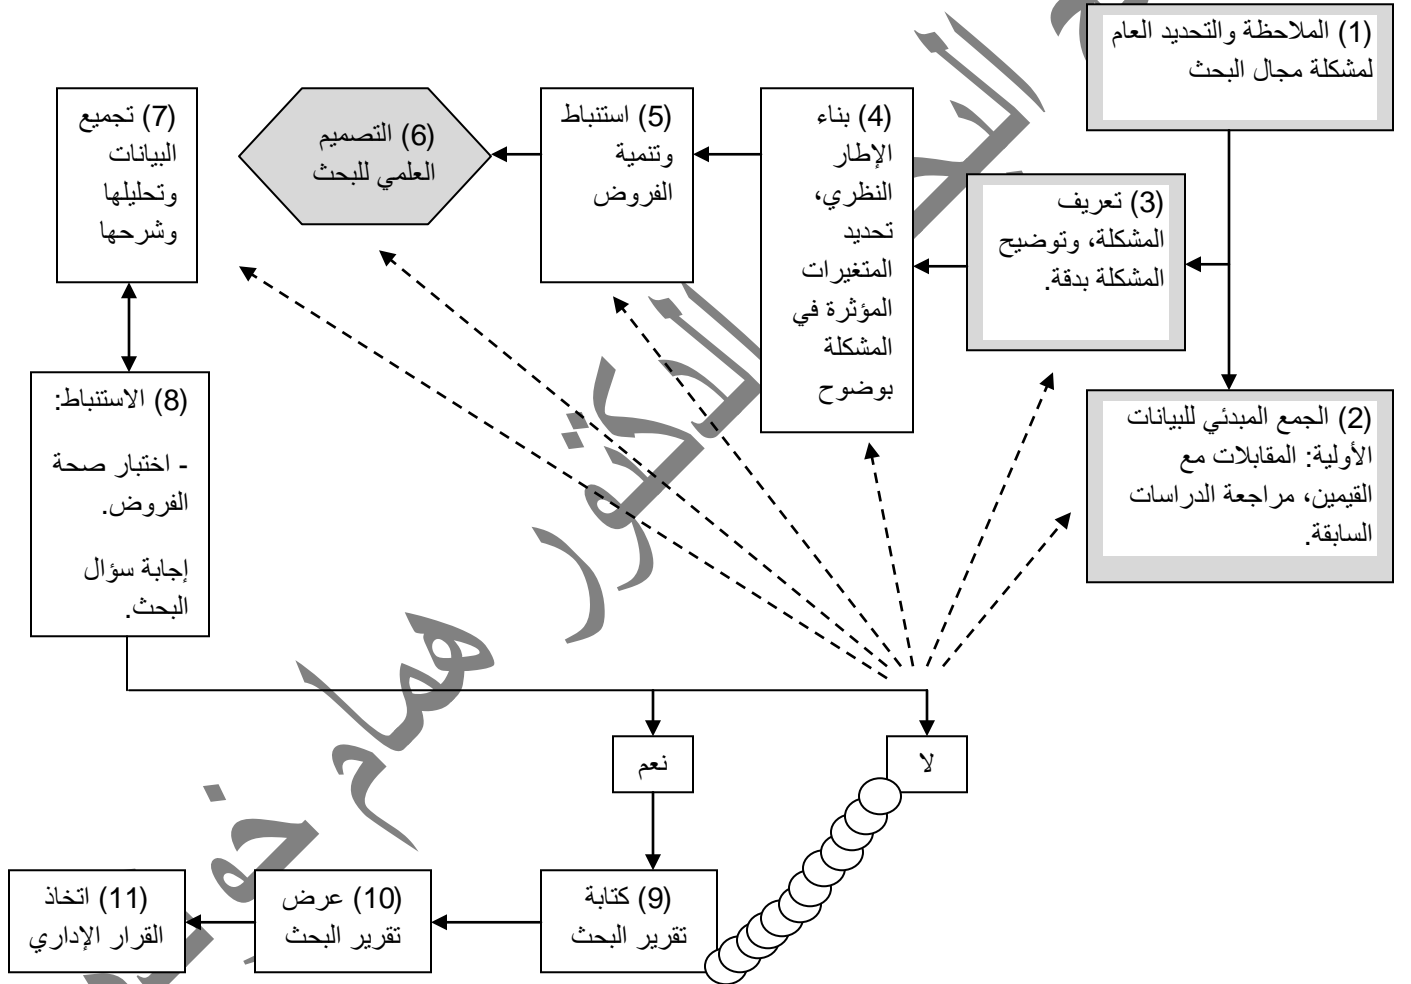 (1) الملاحظة والتحديد العام
لمشكلة مجال البحث
(2) الجمع المبدئي للبيانات
الأولية: المقابلات مع
القيمين، مراجعة الدراسات
السابقة.
(3) تعريف
المشكلة، وتوضيح
المشكلة بدقة.
(4) بناء
الإطار
النظري،
تحديد
المتغيرات
المؤثرة في
المشكلة
بوضوح
(5) استنباط
وتنمية
الفروض
(6) التصميم
العلمي للبحث
(7) تجميع
البيانات
وتحليلها
وشرحها
(8) الاستنباط:
- اختبار صحة
الفروض.
إجابة سؤال
البحث.
لا
نعم
(9) كتابة
تقرير البحث
(10) عرض
تقرير البحث
(11) اتخاذ
القرار الإداري
الدكتور همام